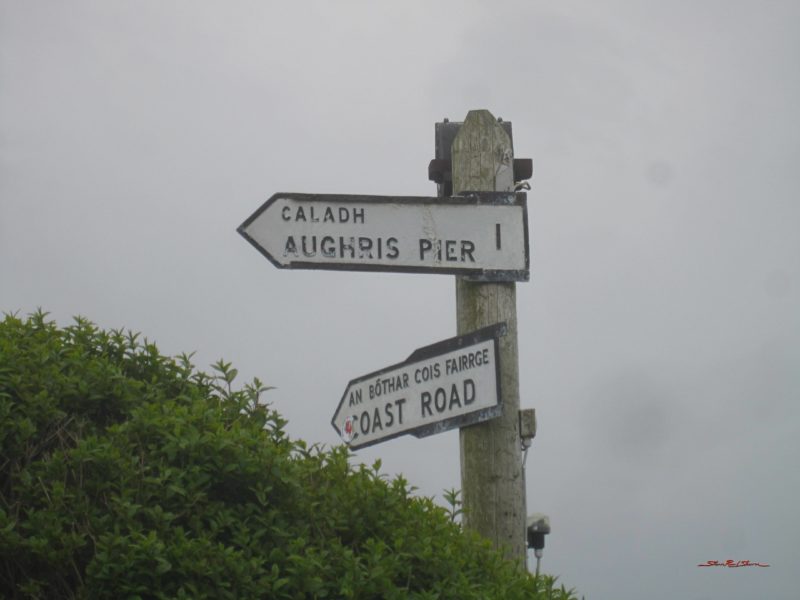 CALADH
AUGHRIS PIER 1
AN BÓTHAR COIS FAIRRGE
COAST ROAD